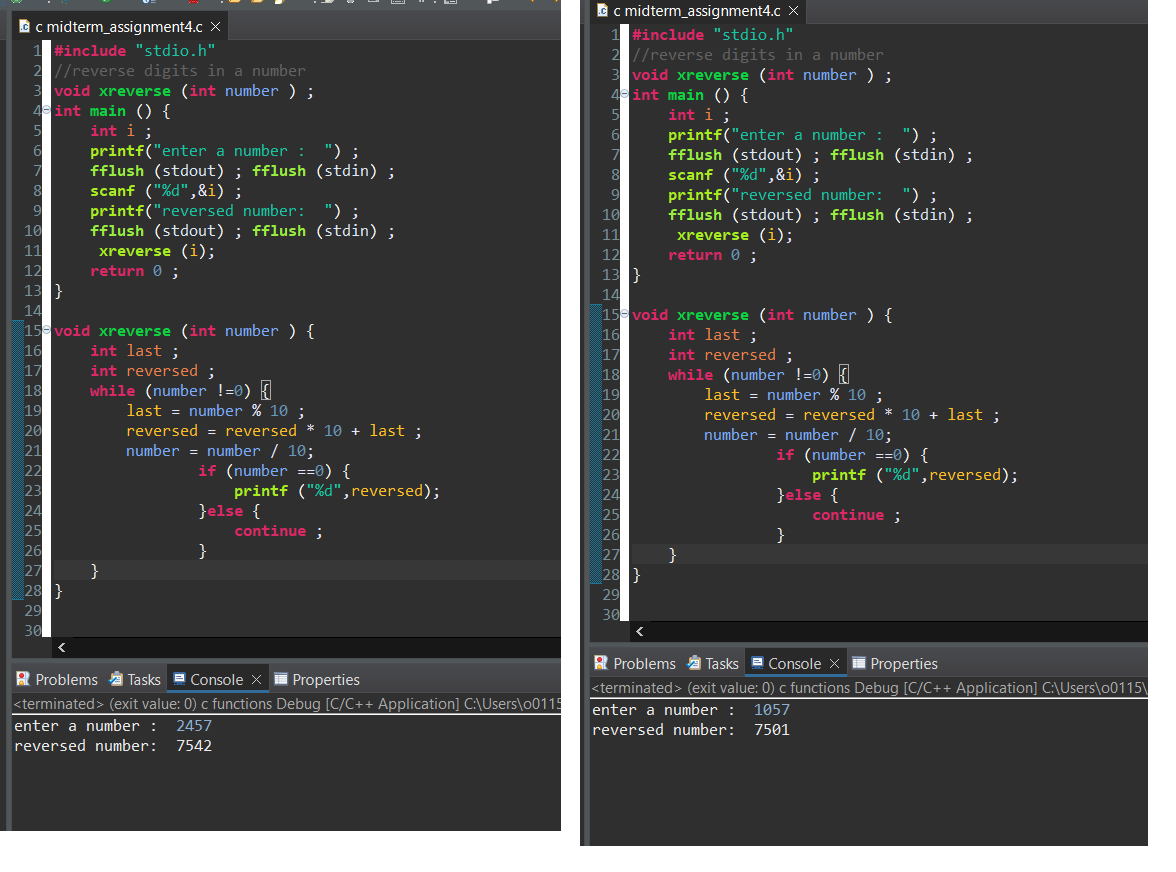 c midterm_assignment4.c
1 #include "stdio.h"
2 //reverse digits in a number
3 void xreverse (int number ) ;
4 int main () {
5 int i ;
6 printf("enter a number :  ") ;
7 fflush (stdout) ; fflush (stdin) ;
8 scanf ("%d",&i) ;
9 printf("reversed number:  ") ;
10 fflush (stdout) ; fflush (stdin) ;
11 xreverse (i);
12 return 0 ;
13 }
14
15 void xreverse (int number ) {
16 int last ;
17 int reversed ;
18 while (number !=0) {
19 last = number % 10 ;
20 reversed = reversed * 10 + last ;
21 number = number / 10;
22 if (number ==0) {
23 printf ("%d",reversed);
24 }else {
25 continue ;
26 }
27 }
28 }
29
30
Problems Tasks Console Properties
<terminated> (exit value: 0) c functions Debug [C/C++ Application] C:\Users\o0115
enter a number :  2457
reversed number:  7542
c midterm_assignment4.c
1 #include "stdio.h"
2 //reverse digits in a number
3 void xreverse (int number ) ;
4 int main () {
5 int i ;
6 printf("enter a number :  ") ;
7 fflush (stdout) ; fflush (stdin) ;
8 scanf ("%d",&i) ;
9 printf("reversed number:  ") ;
10 fflush (stdout) ; fflush (stdin) ;
11 xreverse (i);
12 return 0 ;
13 }
14
15 void xreverse (int number ) {
16 int last ;
17 int reversed ;
18 while (number !=0) {
19 last = number % 10 ;
20 reversed = reversed * 10 + last ;
21 number = number / 10;
22 if (number ==0) {
23 printf ("%d",reversed);
24 }else {
25 continue ;
26 }
27 }
28 }
29
30
Problems Tasks Console Properties
<terminated> (exit value: 0) c functions Debug [C/C++ Application] C:\Users\o0115\
enter a number :  1057
reversed number:  7501